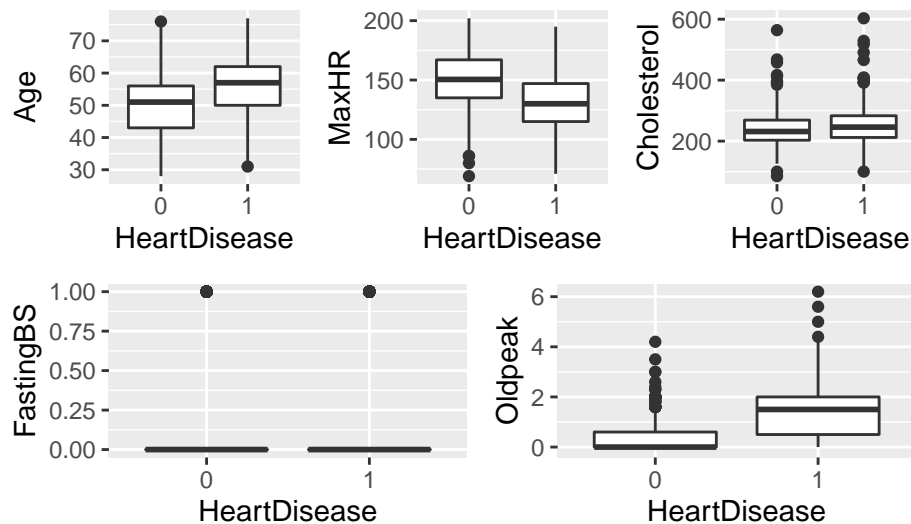 Age
70
60
50
40
30
0 1
HeartDisease
MaxHR
200
150
100
0 1
HeartDisease
Cholesterol
600
400
200
0 1
HeartDisease
FastingBS
1.00
0.75
0.50
0.25
0.00
0 1
HeartDisease
Oldpeak
6
4
2
0
0 1
HeartDisease